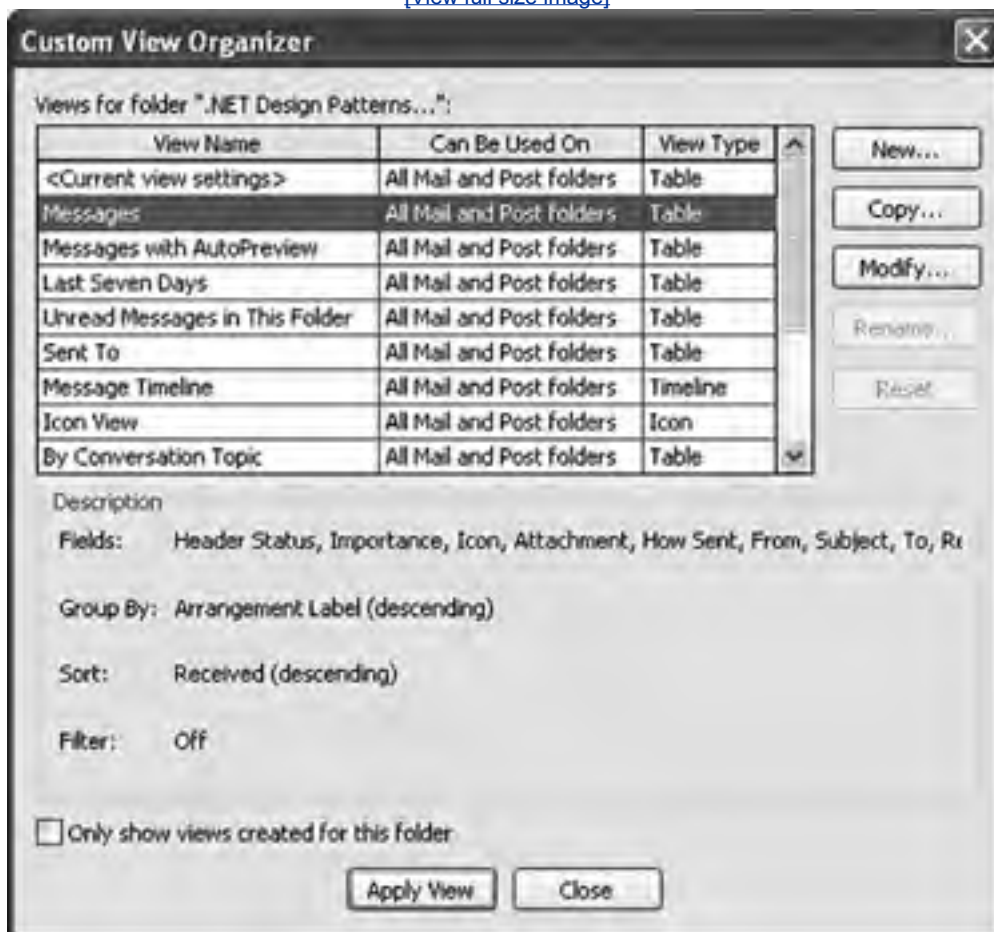 [View full size image]
Custom View Organizer
Views for folder ".NET Design Patterns...":
View Name Can Be Used On View Type
<Current view settings> All Mail and Post folders Table
Messages All Mail and Post folders Table
Messages with AutoPreview All Mail and Post folders Table
Last Seven Days All Mail and Post folders Table
Unread Messages in This Folder All Mail and Post folders Table
Sent To All Mail and Post folders Table
Message Timeline All Mail and Post folders Timeline
Icon View All Mail and Post folders Icon
By Conversation Topic All Mail and Post folders Table
New...
Copy...
Modify...
Rename...
Reset
Description
Fields: Header Status, Importance, Icon, Attachment, How Sent, From, Subject, To,
Group By: Arrangement Label (descending)
Sort: Received (descending)
Filter: Off
Only show views created for this folder
Apply View Close